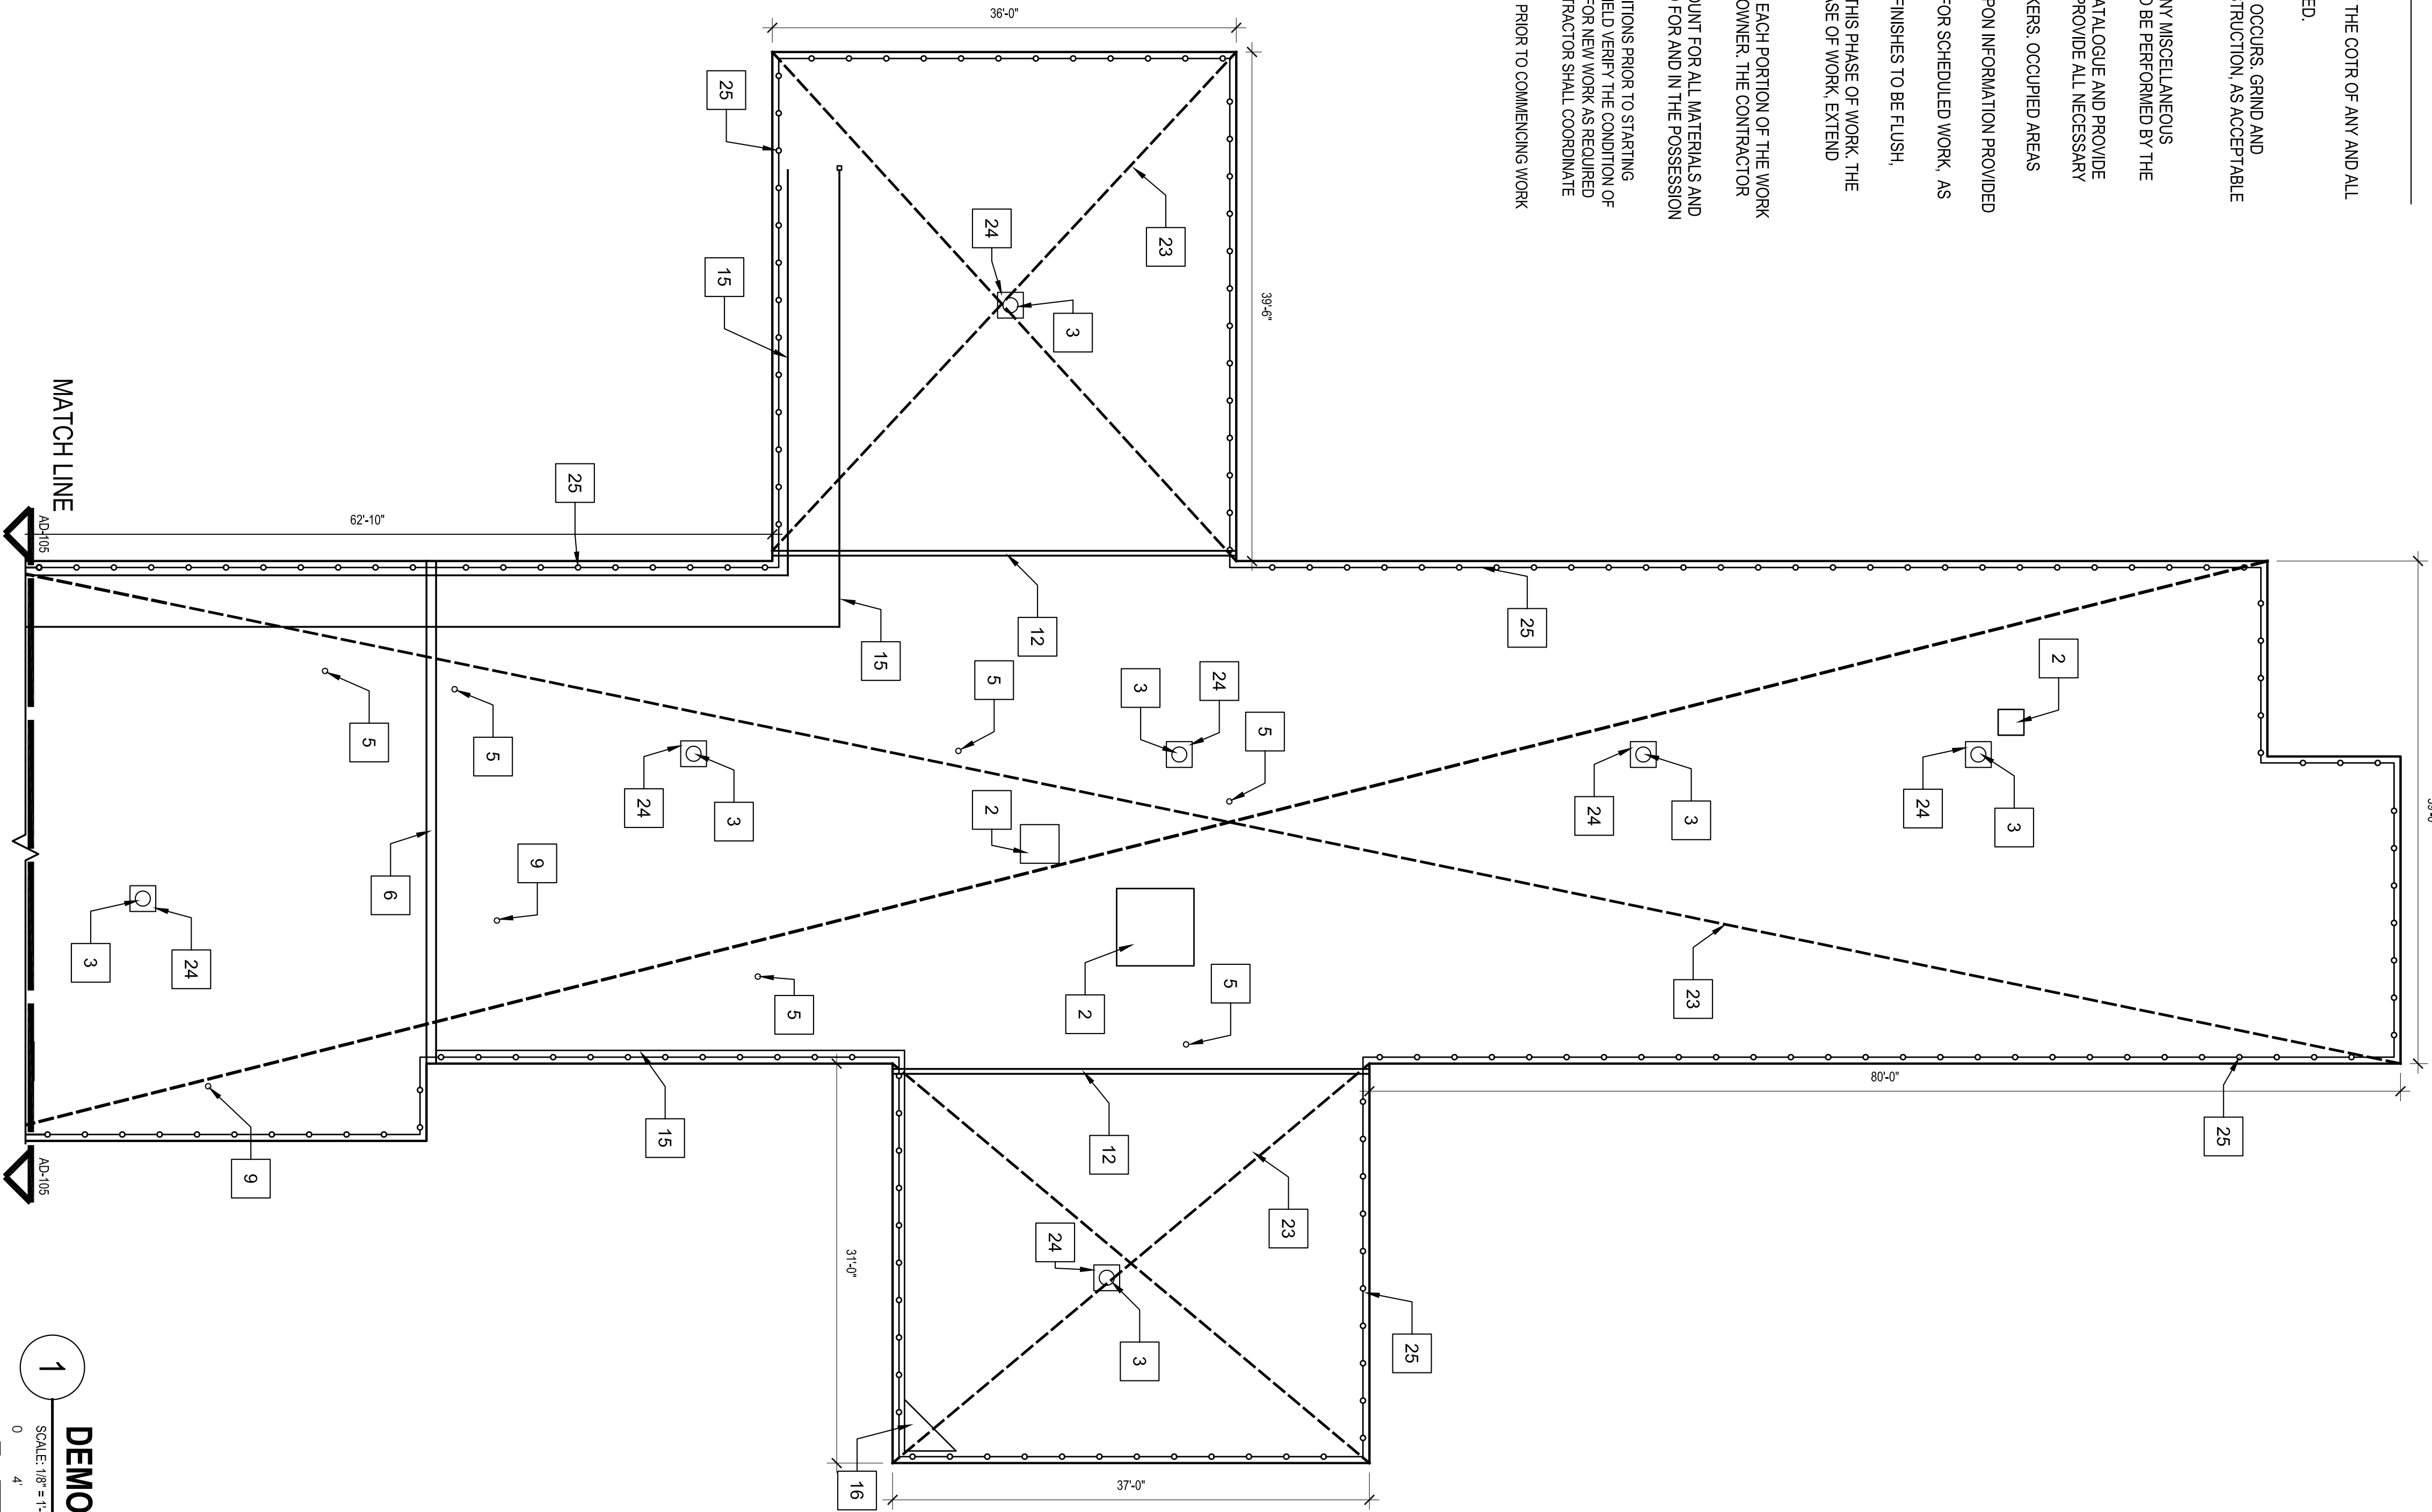 THE COTR OF ANY AND ALL
ED.
OCCURS. GRIND AND
STRUCTION, AS ACCEPTABLE
NY MISCELLANEOUS
O BE PERFORMED BY THE
ATALOGUE AND PROVIDE
PROVIDE ALL NECESSARY
KERS. OCCUPIED AREAS
PON INFORMATION PROVIDED
FOR SCHEDULED WORK, AS
FINISHES TO BE FLUSH,
THIS PHASE OF WORK. THE
ASE OF WORK, EXTEND
EACH PORTION OF THE WORK
OWNER. THE CONTRACTOR
OUNT FOR ALL MATERIALS AND
D FOR AND IN THE POSSESSION
ITIONS PRIOR TO STARTING
IELD VERIFY THE CONDITION OF
FOR NEW WORK AS REQUIRED
TRACTOR SHALL COORDINATE
PRIOR TO COMMENCING WORK
25
2
3
24
80'-0"
23
3
24
25
25
23
39'-6"
5
5
24
3
23
3
37'-0"
12
24
2
3
12
36'-0"
5
24
2
15
16
31'-0"
5
3
25
15
24
15
25
5
9
62'-10"
6
5
9
24
3
MATCH LINE
AD-105
AD-105
1
DEMO
SCALE: 1/8" = 1'-
0 4'